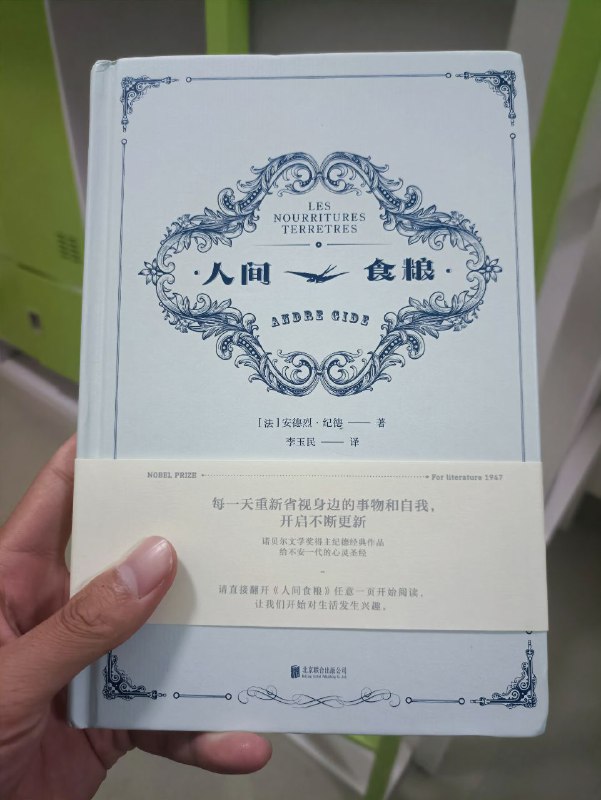 LES
NOURRITURES
TERRETRES
·人间 食粮·
ANDRE GIDE
［法］安德烈·纪德 —— 著
李玉民 —— 译
NOBEL PRIZE For literature 1947
每一天重新省视身边的事物和自我，
开启不断更新
诺贝尔文学奖得主纪德经典作品
给不安一代的心灵圣经
-
请直接翻开《人间食粮》任意一页开始阅读，
让我们开始对生活发生兴趣。
北京联合出版公司